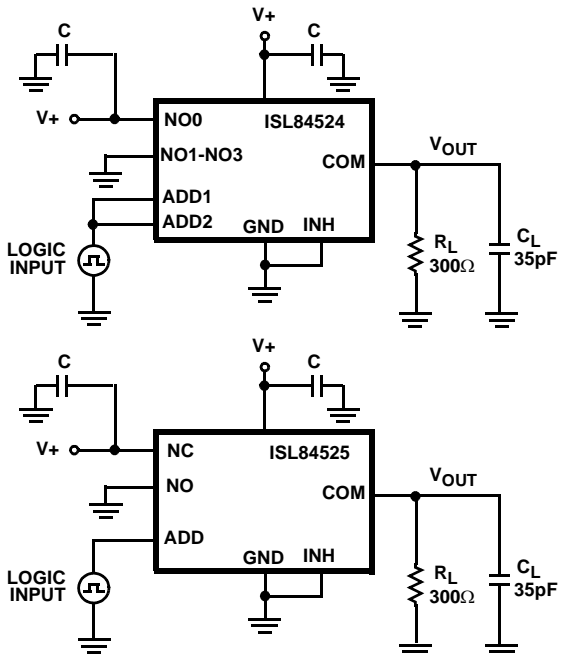 V+
C
C
V+
NO0
ISL84524
NO1-NO3
COM
VOUT
ADD1
ADD2
GND
INH
LOGIC
INPUT
RL
300Ω
CL
35pF
V+
C
C
V+
NC
ISL84525
NO
COM
VOUT
ADD
GND
INH
LOGIC
INPUT
RL
300Ω
CL
35pF